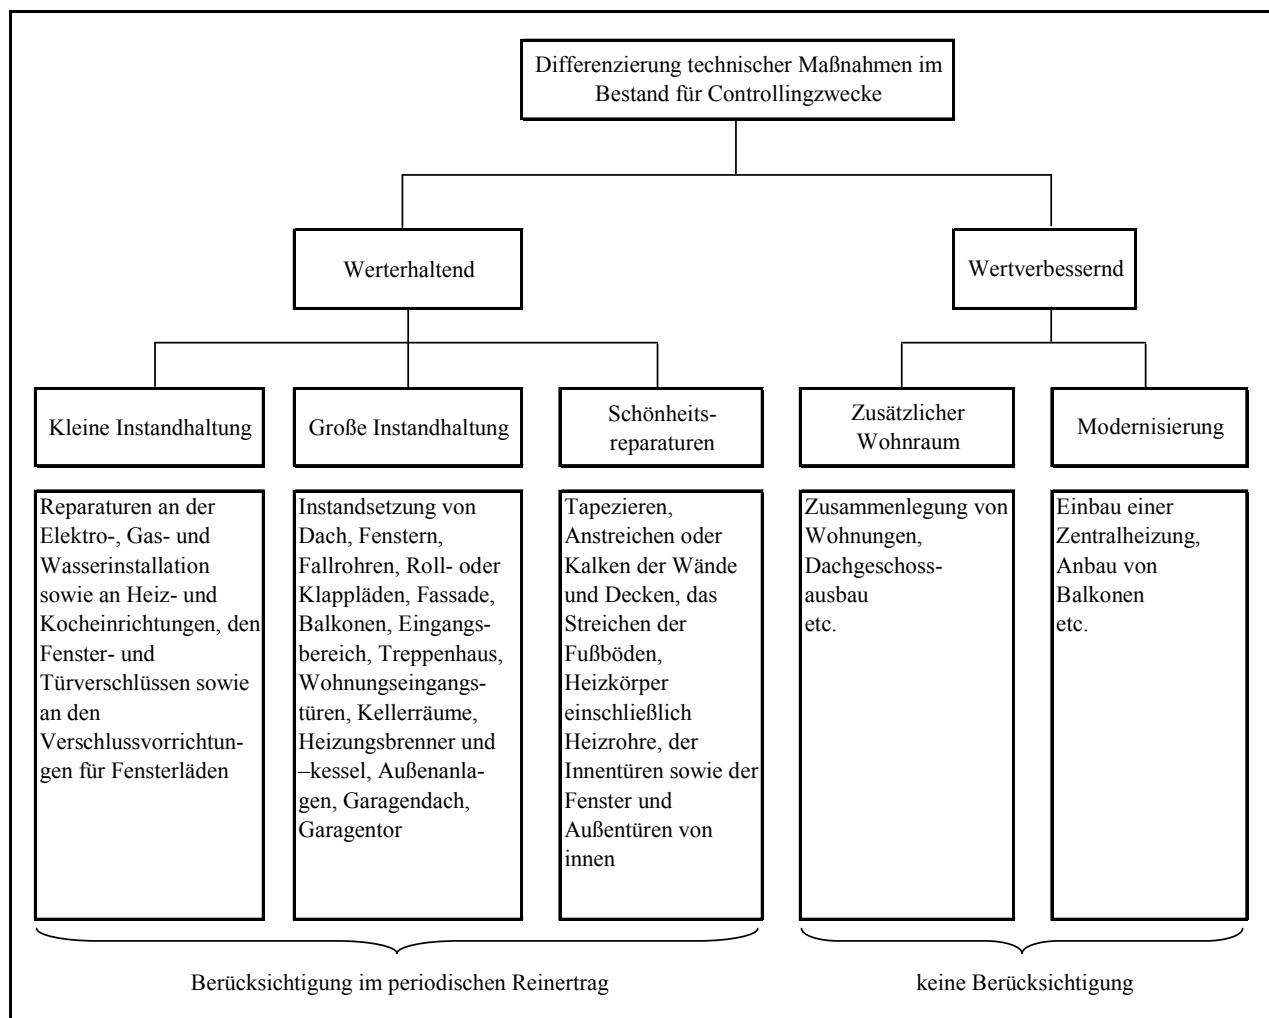 Differenzierung technischer Maßnahmen im
Bestand für Controllingzwecke
Werterhaltend
Wertverbessernd
Kleine Instandhaltung
Große Instandhaltung
Schönheits-
reparaturen
Zusätzlicher
Wohnraum
Modernisierung
Reparaturen an der
Elektro-, Gas- und
Wasserinstallation
sowie an Heiz- und
Kocheinrichtungen, den
Fenster- und
Türverschlüssen sowie
an den
Verschlussvorrichtun-
gen für Fensterläden
Instandsetzung von
Dach, Fenstern,
Fallrohren, Roll- oder
Klappläden, Fassade,
Balkonen, Eingangs-
bereich, Treppenhaus,
Wohnungseingangs-
türen, Kellerräume,
Heizungsbrenner und
–kessel, Außenanla-
gen, Garagendach,
Garagentor
Tapezieren,
Anstreichen oder
Kalken der Wände
und Decken, das
Streichen der
Fußböden,
Heizkörper
einschließlich
Heizrohre, der
Innentüren sowie der
Fenster und
Außentüren von
innen
Zusammenlegung von
Wohnungen,
Dachgeschoss-
ausbau
etc.
Einbau einer
Zentralheizung,
Anbau von
Balkonen
etc.
Berücksichtigung im periodischen Reinertrag
keine Berücksichtigung